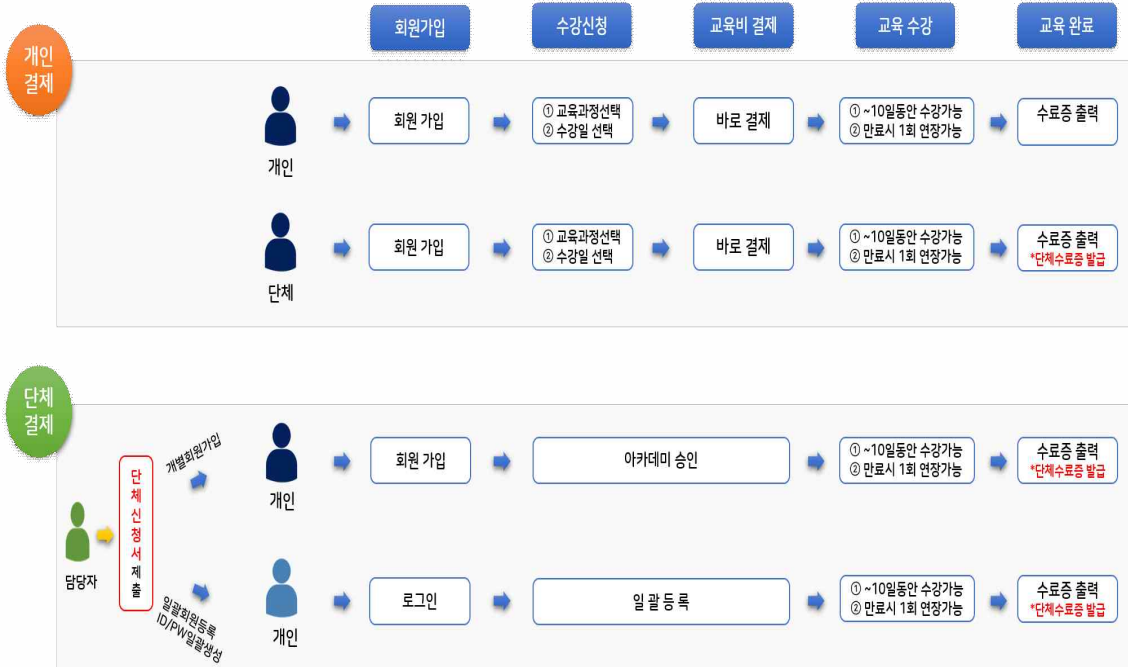 회원가입
수강신청
교육비 결제
교육 수강
교육 완료
개인
결제
개인
회원 가입
① 교육과정선택
② 수강일 선택
바로 결제
① ~10일동안 수강가능
② 만료시 1회 연장가능
수료증 출력
단체
회원 가입
① 교육과정선택
② 수강일 선택
바로 결제
① ~10일동안 수강가능
② 만료시 1회 연장가능
수료증 출력
*단체수료증 발급
단체
결제
담당자
단체신청서제출
개별회원가입
개인
회원 가입
아카데미 승인
① ~10일동안 수강가능
② 만료시 1회 연장가능
수료증 출력
*단체수료증 발급
일괄회원등록
ID/PW일괄생성
개인
로그인
일 괄 등 록
① ~10일동안 수강가능
② 만료시 1회 연장가능
수료증 출력
*단체수료증 발급